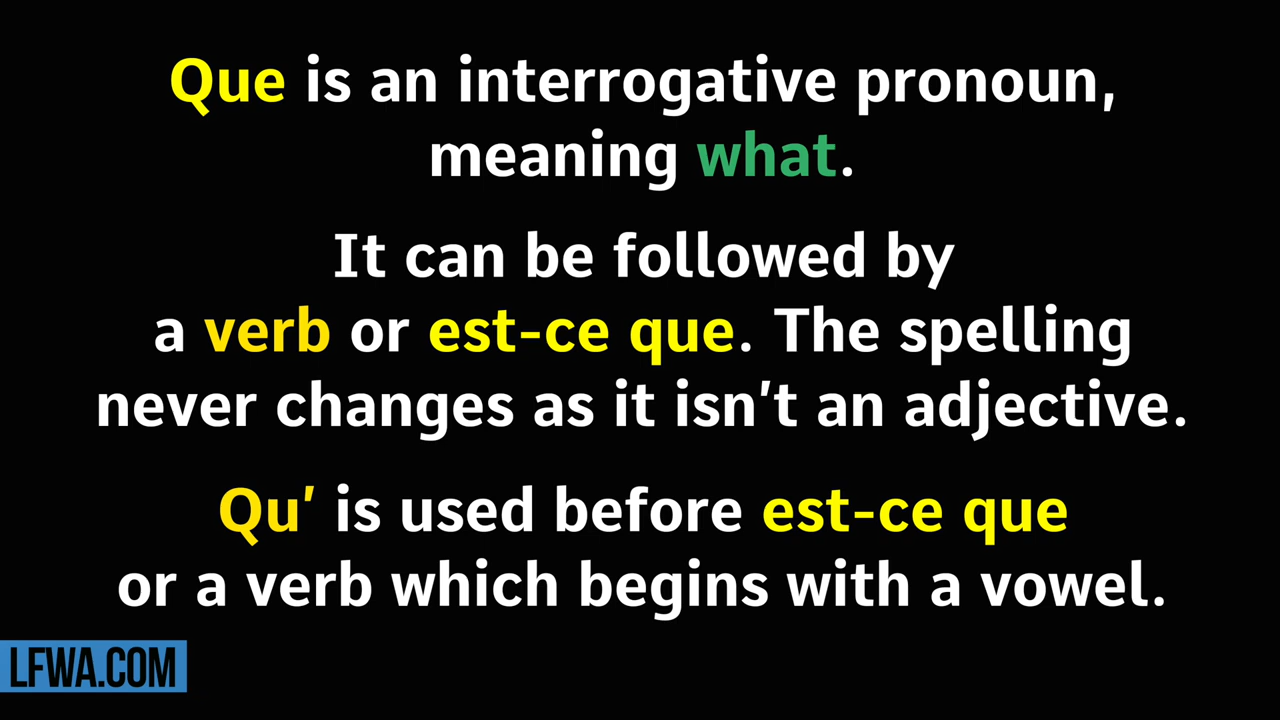 Que is an interrogative pronoun,
meaning what.
It can be followed by
a verb or est-ce que. The spelling
never changes as it isn't an adjective.
Qu' is used before est-ce que
or a verb which begins with a vowel.
LFWA.COM